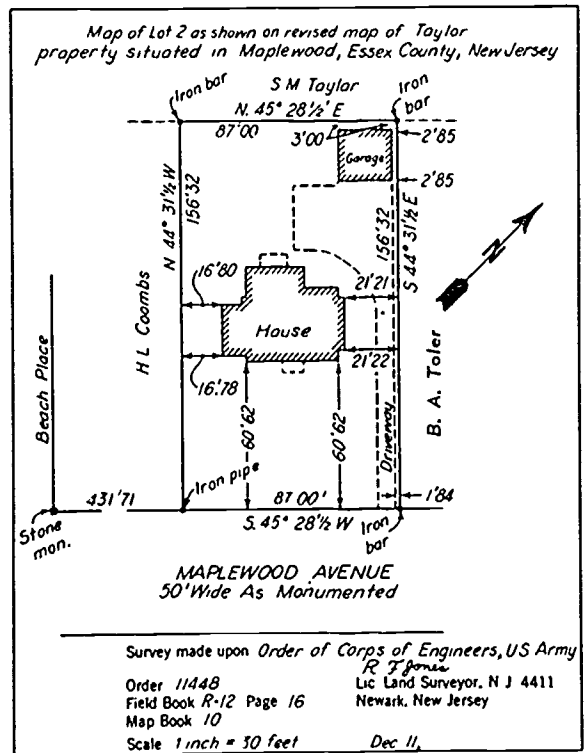 Map of Lot 2 as shown on revised map of Taylor
property situated in Maplewood, Essex County, New Jersey
S M Taylor
Iron bar
N. 45° 28½' E
Iron bar
87'00
3'00
2'85
Garage
2'85
N 44° 31½ W
156'32
156'32
S 44° 31½ E
N
H L Coombs
16'80
21'21
House
B. A. Toler
Beach Place
16'78
21'22
60'62
60'62
Driveway
Iron pipe
431'71
87.00'
1'84
Stone mon.
S. 45° 28½ W
Iron bar
MAPLEWOOD AVENUE
50' Wide As Monumented
Survey made upon Order of Corps of Engineers, US Army
R F Jones
Order 11448
Lic Land Surveyor, N J 4411
Field Book R-12 Page 16
Newark, New Jersey
Map Book 10
Scale 1 inch = 30 feet
Dec 11,